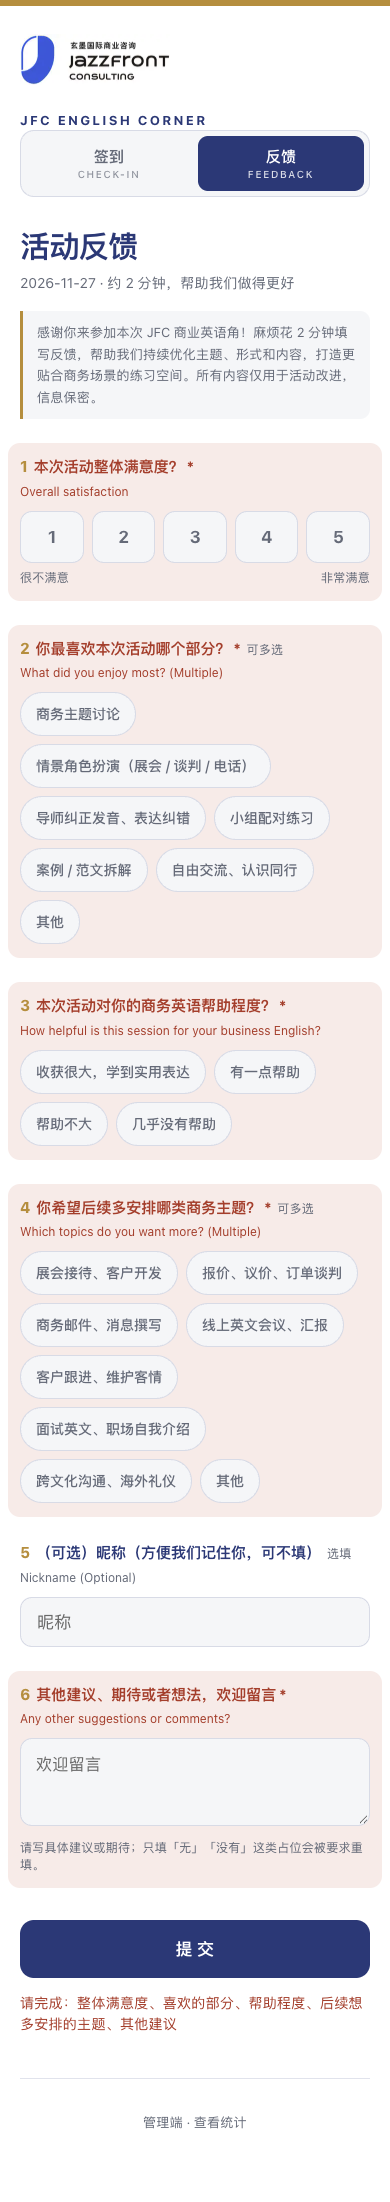 玄墨国际商业咨询
JAZZFRONT
CONSULTING
JFC ENGLISH CORNER
签到
CHECK-IN
反馈
FEEDBACK
活动反馈
2026-11-27 · 约 2 分钟，帮助我们做得更好
感谢你来参加本次 JFC 商业英语角！麻烦花 2 分钟填
写反馈，帮助我们持续优化主题、形式和内容，打造更
贴合商务场景的练习空间。所有内容仅用于活动改进，
信息保密。
1 本次活动整体满意度？ *
Overall satisfaction
1 2 3 4 5
很不满意 非常满意
2 你最喜欢本次活动哪个部分？ * 可多选
What did you enjoy most? (Multiple)
商务主题讨论
情景角色扮演（展会 / 谈判 / 电话）
导师纠正发音、表达纠错 小组配对练习
案例 / 范文拆解 自由交流、认识同行
其他
3 本次活动对你的商务英语帮助程度？ *
How helpful is this session for your business English?
收获很大，学到实用表达 有一点帮助
帮助不大 几乎没有帮助
4 你希望后续多安排哪类商务主题？ * 可多选
Which topics do you want more? (Multiple)
展会接待、客户开发 报价、议价、订单谈判
商务邮件、消息撰写 线上英文会议、汇报
客户跟进、维护客情
面试英文、职场自我介绍
跨文化沟通、海外礼仪 其他
5 （可选）昵称（方便我们记住你，可不填） 选填
Nickname (Optional)
昵称
6 其他建议、期待或者想法，欢迎留言 *
Any other suggestions or comments?
欢迎留言
请写具体建议或期待；只填「无」「没有」这类占位会被要求重
填。
提交
请完成：整体满意度、喜欢的部分、帮助程度、后续想
多安排的主题、其他建议
管理端 · 查看统计